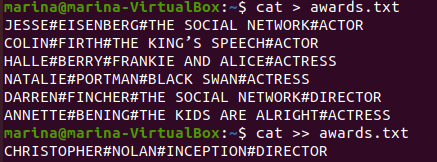 marina@marina-VirtualBox:~$ cat > awards.txt
JESSE#EISENBERG#THE SOCIAL NETWORK#ACTOR
COLIN#FIRTH#THE KING’S SPEECH#ACTOR
HALLE#BERRY#FRANKIE AND ALICE#ACTRESS
NATALIE#PORTMAN#BLACK SWAN#ACTRESS
DARREN#FINCHER#THE SOCIAL NETWORK#DIRECTOR
ANNETTE#BENING#THE KIDS ARE ALRIGHT#ACTRESS
marina@marina-VirtualBox:~$ cat >> awards.txt
CHRISTOPHER#NOLAN#INCEPTION#DIRECTOR